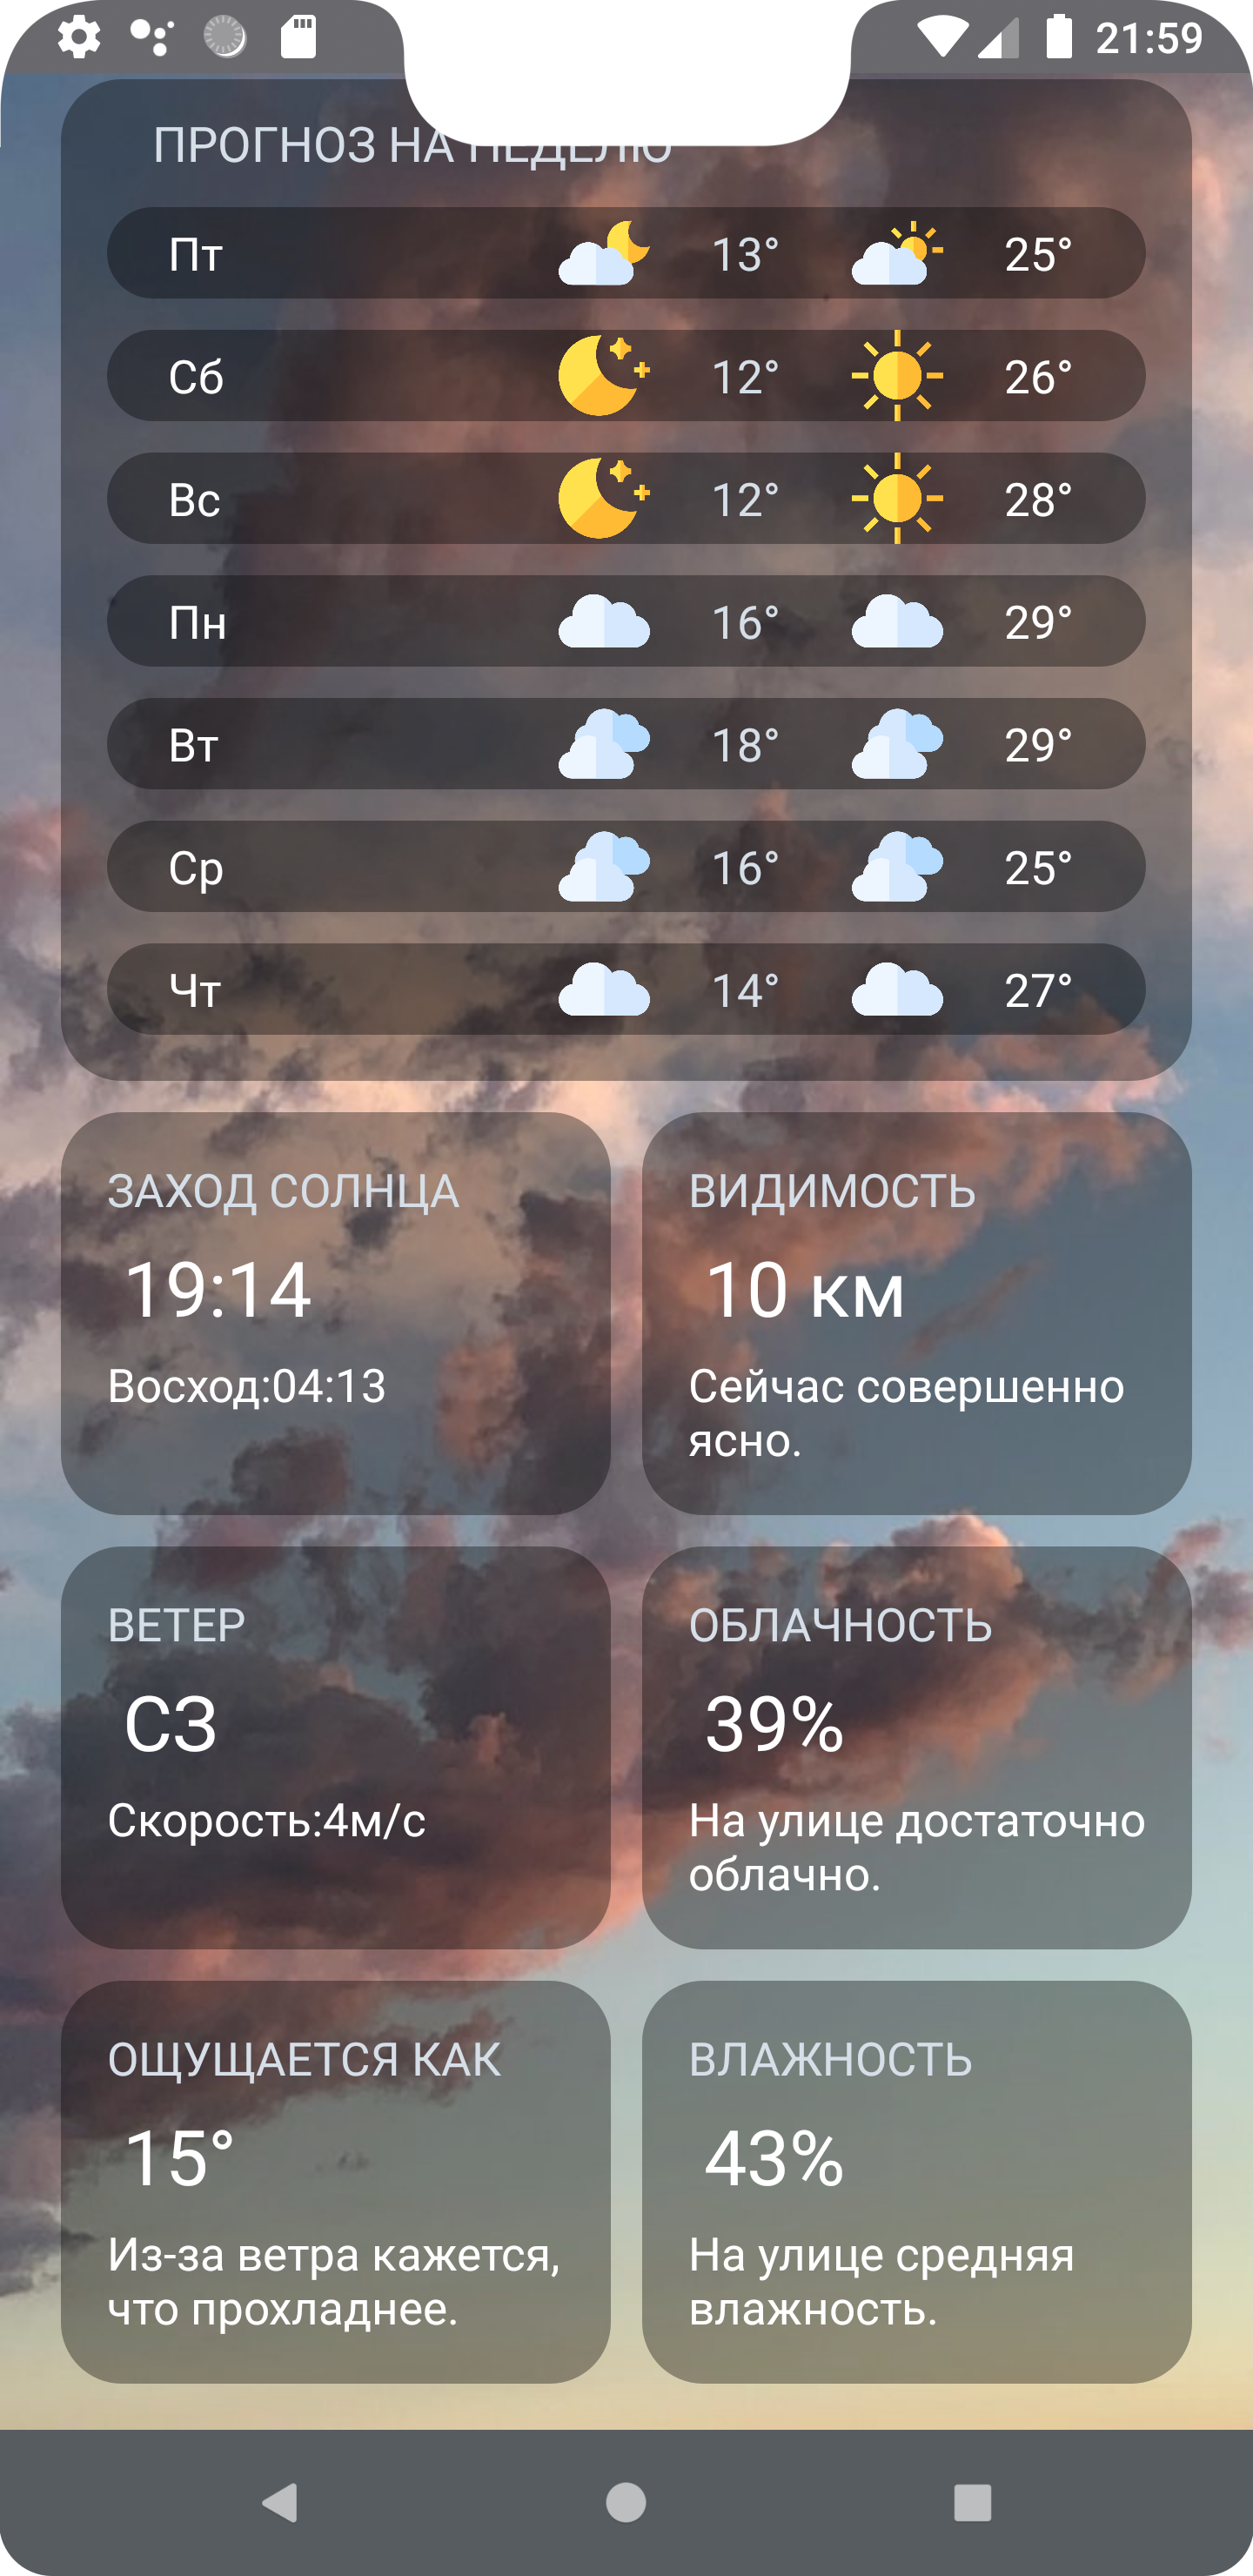 21:59
ПРОГНОЗ НА НЕДЕЛЮ
Пт 13° 25°
Сб 12° 26°
Вс 12° 28°
Пн 16° 29°
Вт 18° 29°
Ср 16° 25°
Чт 14° 27°
ЗАХОД СОЛНЦА
19:14
Восход:04:13
ВИДИМОСТЬ
10 км
Сейчас совершенно
ясно.
ВЕТЕР
СЗ
Скорость:4м/с
ОБЛАЧНОСТЬ
39%
На улице достаточно
облачно.
ОЩУЩАЕТСЯ КАК
15°
Из-за ветра кажется,
что прохладнее.
ВЛАЖНОСТЬ
43%
На улице средняя
влажность.